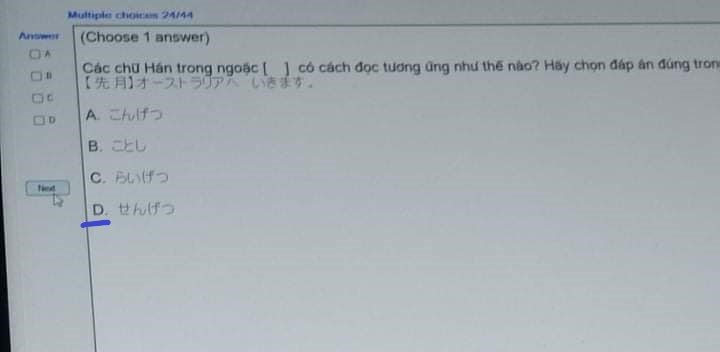 Multiple choices 24/44
Answer
(Choose 1 answer)
A
B
C
D
Các chữ Hán trong ngoặc [ ] có cách đọc tương ứng như thế nào? Hãy chọn đáp án đúng tron
【先月】オーストラリアへ いきます。
A. こんげつ
B. ことし
C. らいげつ
Next
D. せんげつ